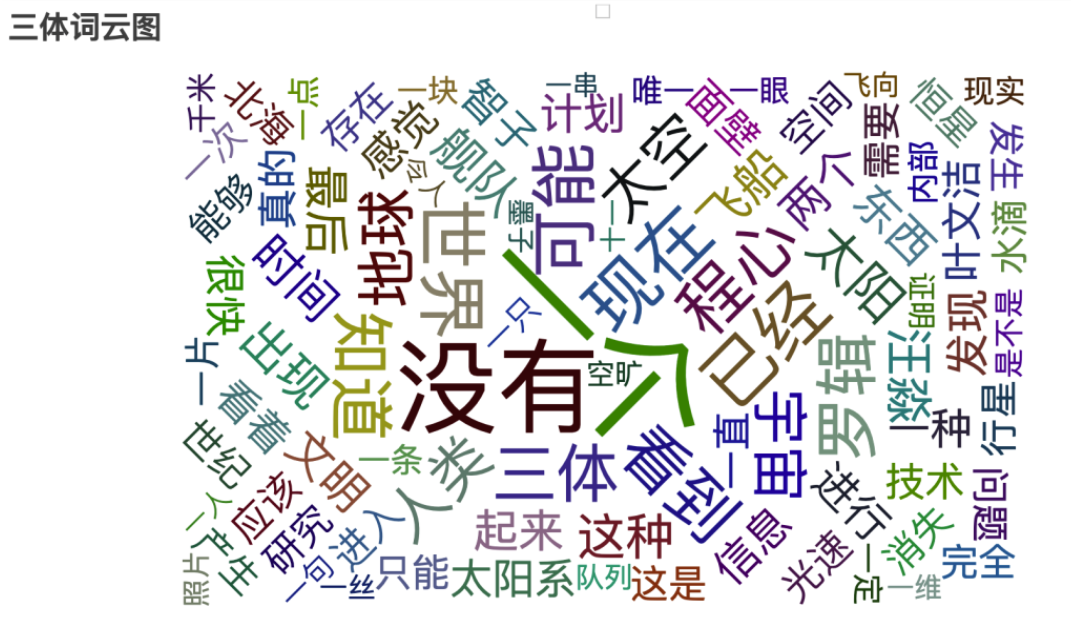 三体词云图
千米
北海
一点
存在
一块
智子
一串
计划
唯一
面壁
一眼
空间
飞向
需要
恒星
现实
一次
感觉
舰队
可能
太空
飞船
两个
内部
叶文洁
庄颜
能够
真的
最后
地球
世界
令人
子霞
十一
现在
程心
太阳
东西
水滴
很快
时间
知道
一只
一个
已经
罗辑
证明
汪淼
发现
是不是
一片
出现
没有
空旷
看着
世纪
文明
一条
人类
三体
看到
一直
宇宙
一种
行星
一人
应该
研究
进入
起来
这种
信息
进行
技术
问题
产生
照片
一句
一丝
只能
太阳系
队列
这是
光速
一定
消失
一维
完全